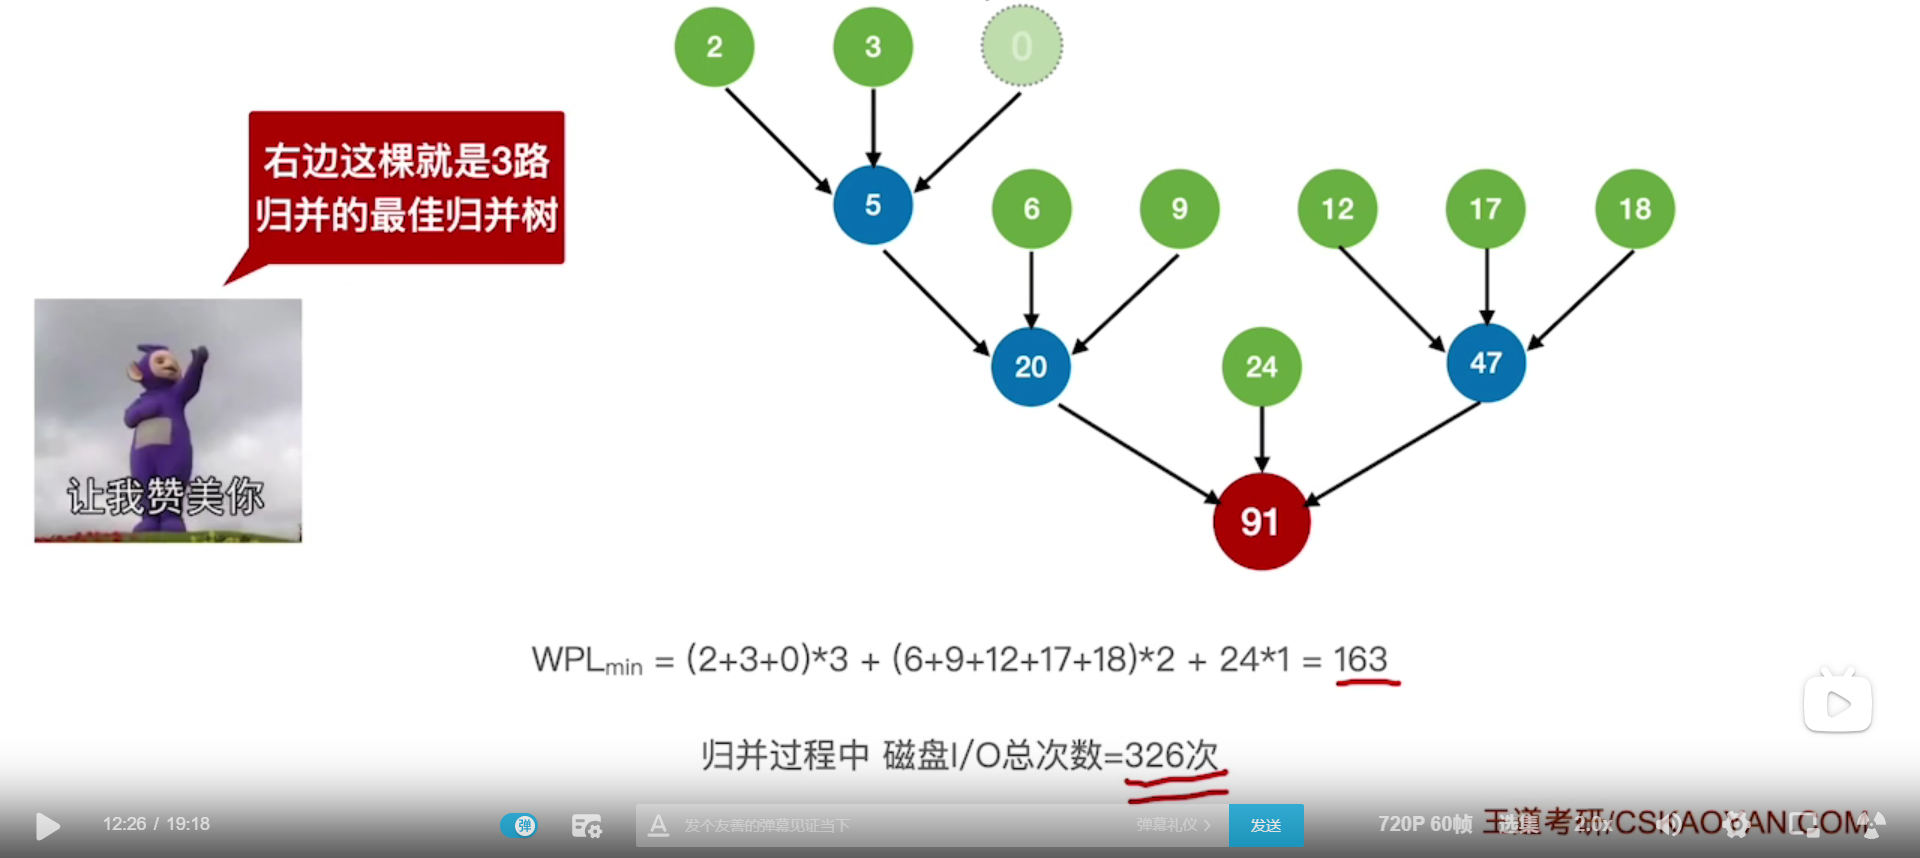 2 3 0
右边这棵就是3路
归并的最佳归并树
5 6 9 12 17 18
20 24 47
让我赞美你
91
WPLmin = (2+3+0)*3 + (6+9+12+17+18)*2 + 24*1 = 163
归并过程中 磁盘I/O总次数=326次
12:26 / 19:18
弹
发个友善的弹幕见证当下
弹幕礼仪
发送
720P 60帧
选集
2.0x
王道考研/CSKAOYAN.COM